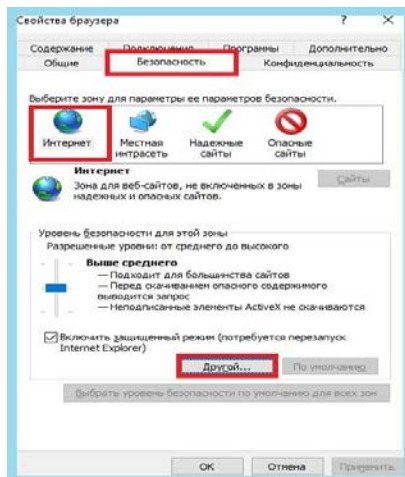 Свойства браузера
Содержание Подключения Программы Дополнительно
Общие Безопасность Конфиденциальность
Выберите зону для параметры ее параметров безопасности.
Интернет Местная интрасеть Надежные сайты Опасные сайты
Интернет
Зона для веб-сайтов, не включенных в зоны
надежных и опасных сайтов.
Сайты
Уровень безопасности для этой зоны
Разрешенные уровни: от среднего до высокого
Выше среднего
— Подходит для большинства сайтов
— Перед скачиванием опасного содержимого
выводится запрос
— Неподписанные элементы ActiveX не скачиваются
Включить защищенный режим (потребуется перезапуск
Internet Explorer)
Другой... По умолчанию
Выбрать уровень безопасности по умолчанию для всех зон
ОК Отмена Применить